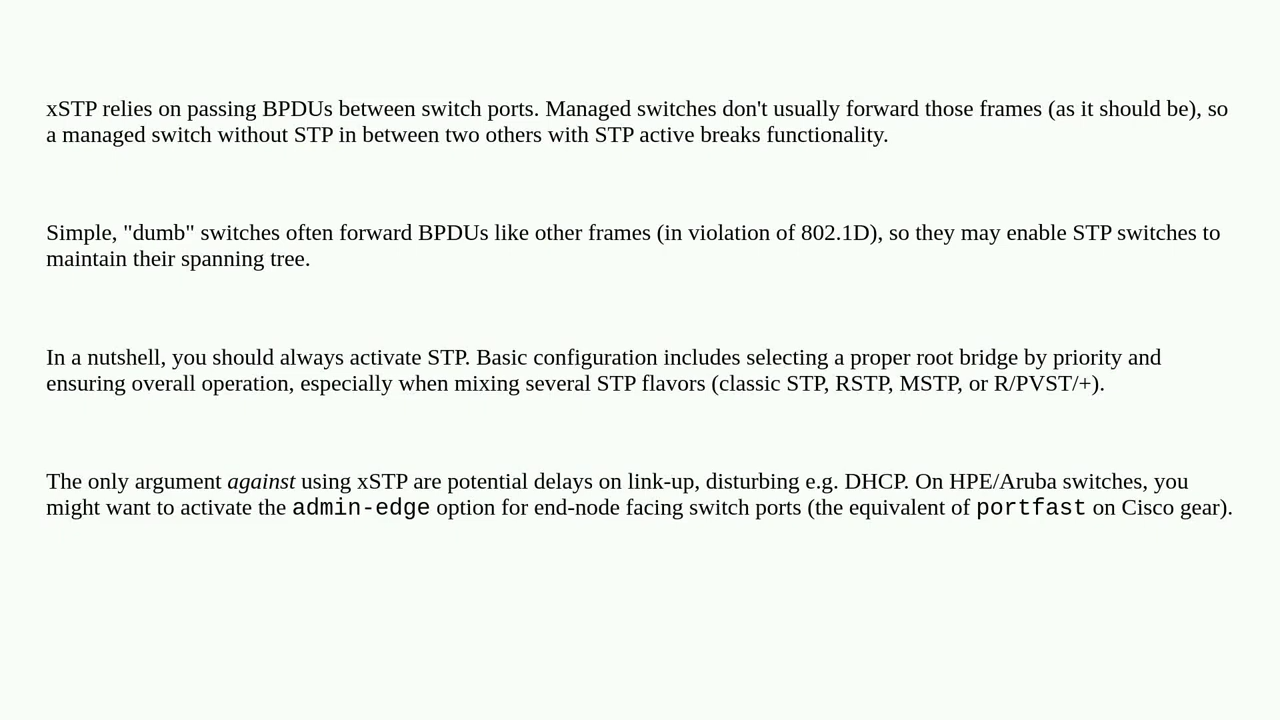 xSTP relies on passing BPDUs between switch ports. Managed switches don't usually forward those frames (as it should be), so
a managed switch without STP in between two others with STP active breaks functionality.
Simple, "dumb" switches often forward BPDUs like other frames (in violation of 802.1D), so they may enable STP switches to
maintain their spanning tree.
In a nutshell, you should always activate STP. Basic configuration includes selecting a proper root bridge by priority and
ensuring overall operation, especially when mixing several STP flavors (classic STP, RSTP, MSTP, or R/PVST/+).
The only argument against using xSTP are potential delays on link-up, disturbing e.g. DHCP. On HPE/Aruba switches, you
might want to activate the admin-edge option for end-node facing switch ports (the equivalent of portfast on Cisco gear).